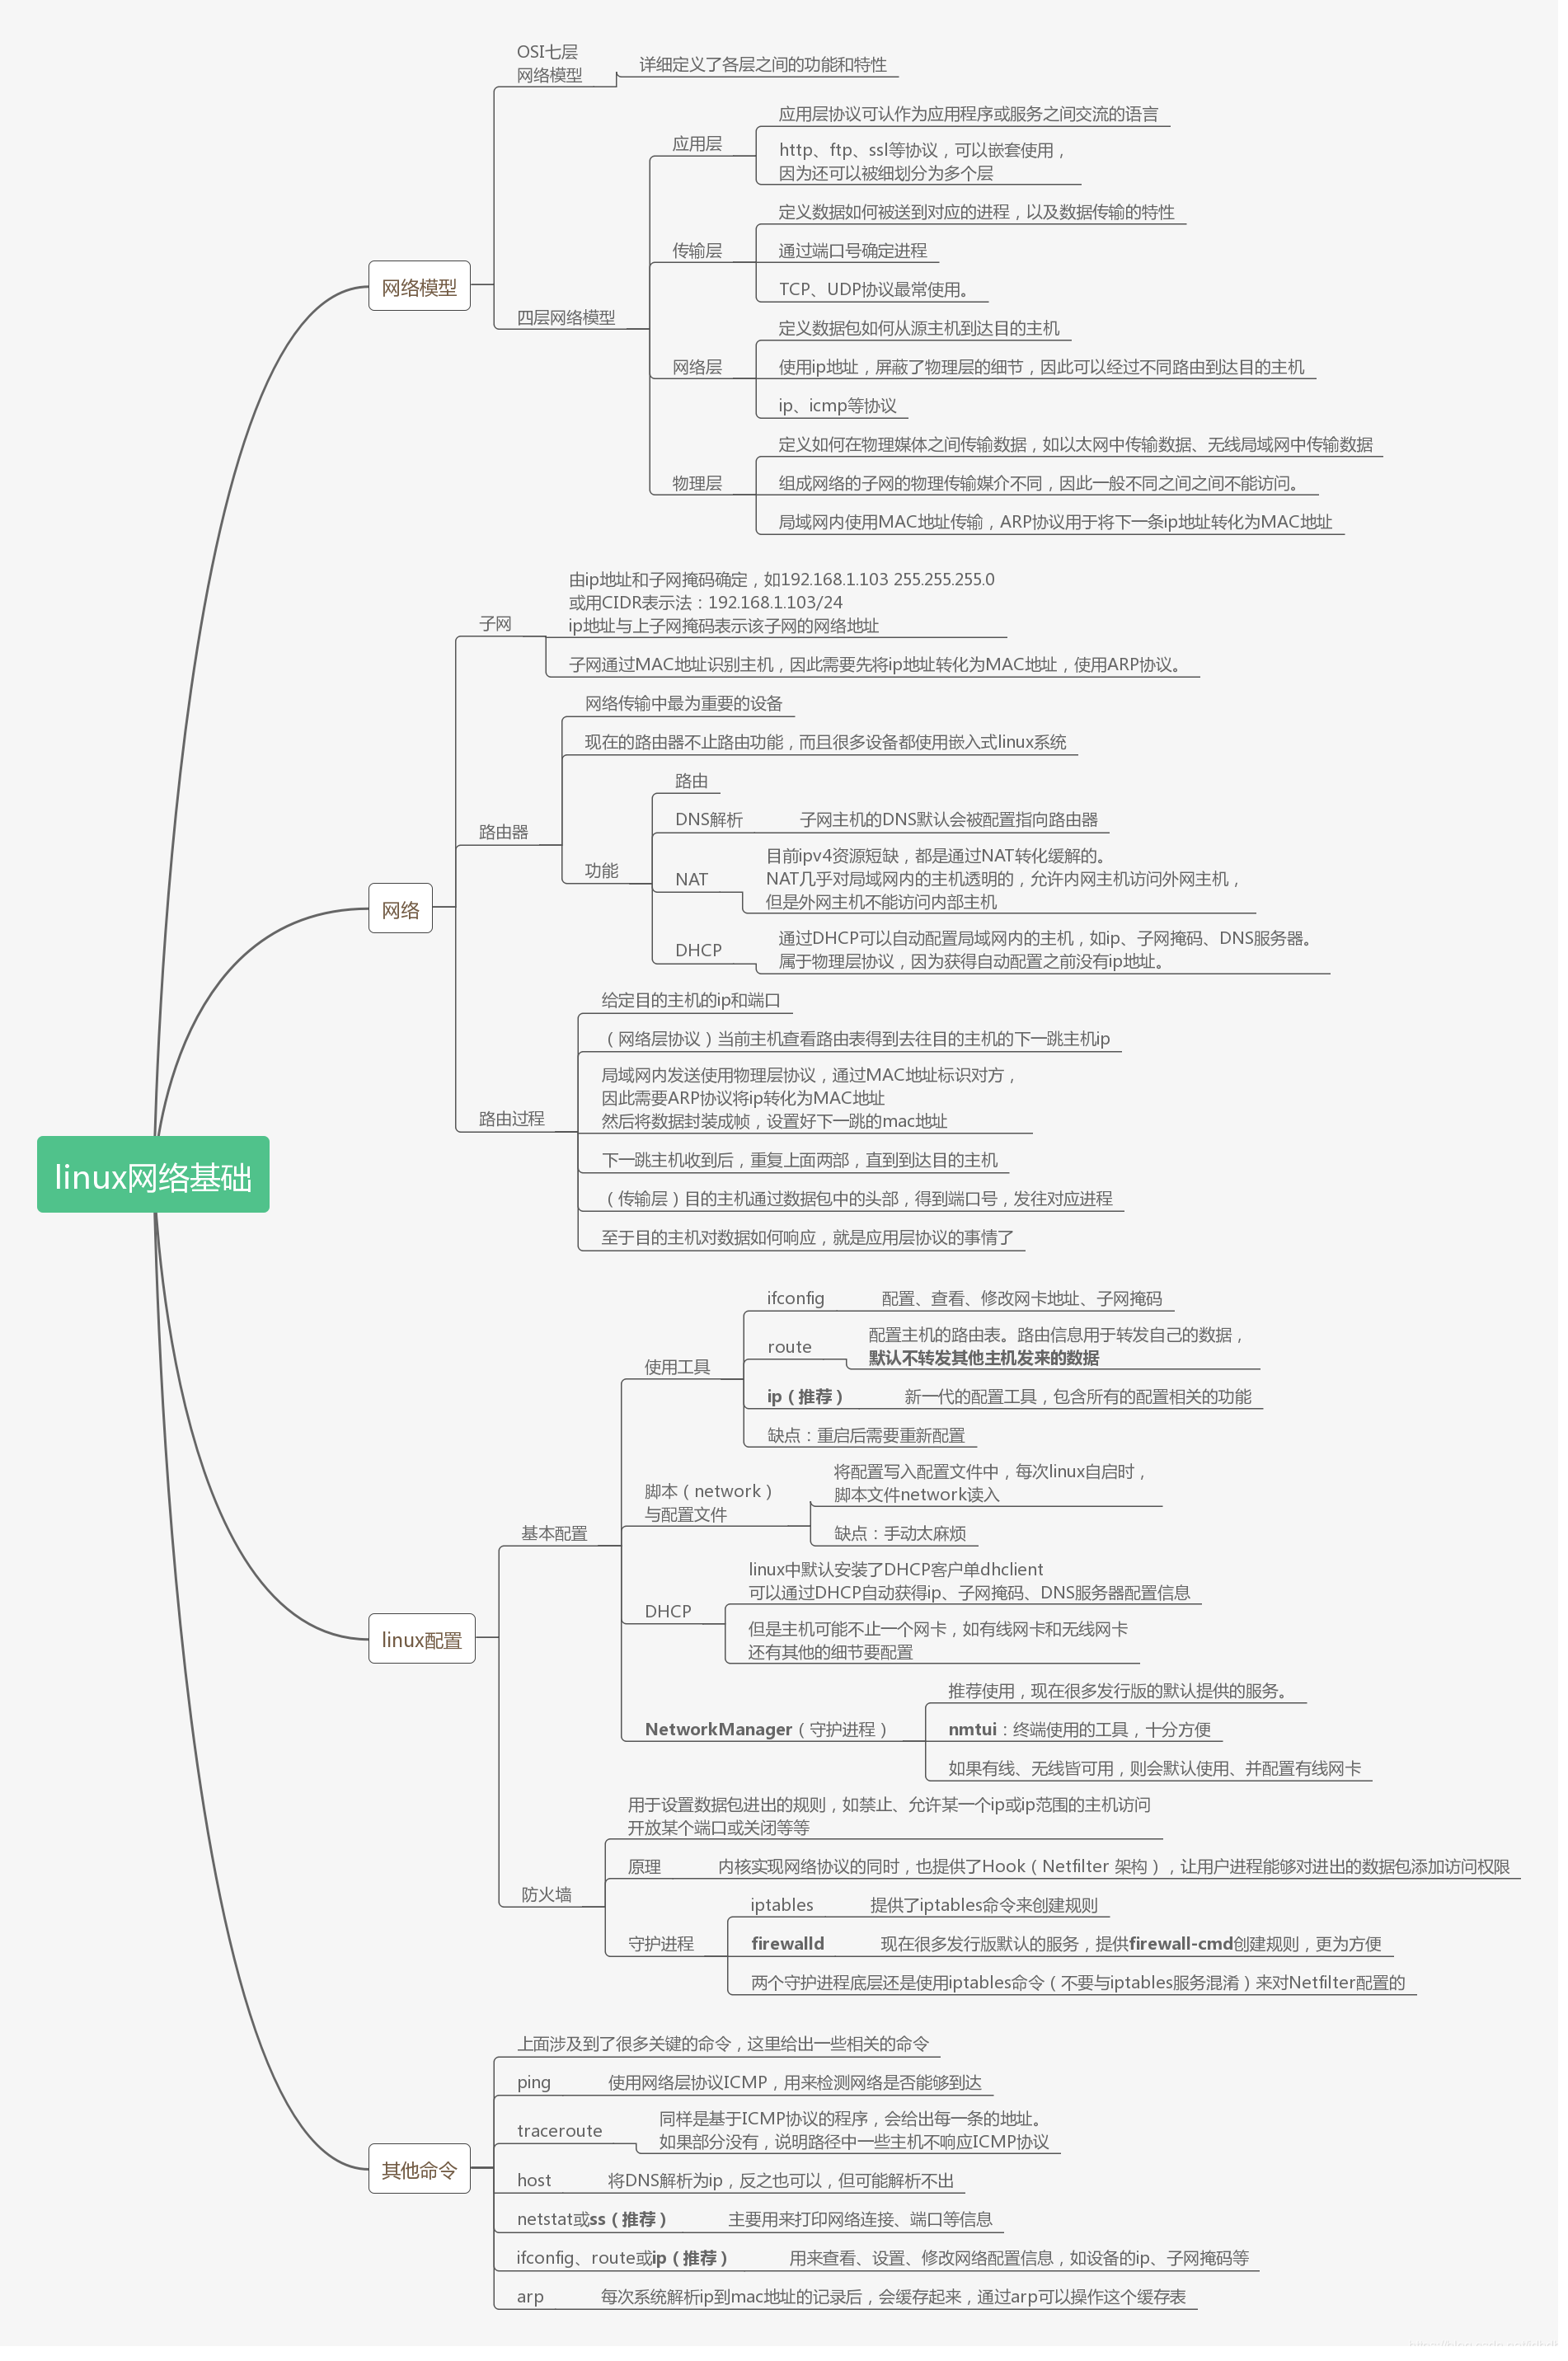 OSI七层
网络模型
详细定义了各层之间的功能和特性
应用层协议可认作为应用程序或服务之间交流的语言
应用层
http、ftp、ssl等协议，可以嵌套使用，
因为还可以被细划分为多个层
定义数据如何被送到对应的进程，以及数据传输的特性
传输层
通过端口号确定进程
网络模型
TCP、UDP协议最常使用。
四层网络模型
定义数据包如何从源主机到达目的主机
网络层
使用ip地址，屏蔽了物理层的细节，因此可以经过不同路由到达目的主机
ip、icmp等协议
定义如何在物理媒体之间传输数据，如以太网中传输数据、无线局域网中传输数据
物理层
组成网络的子网的物理传输媒介不同，因此一般不同之间之间不能访问。
局域网内使用MAC地址传输，ARP协议用于将下一条ip地址转化为MAC地址
由ip地址和子网掩码确定，如192.168.1.103 255.255.255.0
或用CIDR表示法：192.168.1.103/24
ip地址与上子网掩码表示该子网的网络地址
子网
子网通过MAC地址识别主机，因此需要先将ip地址转化为MAC地址，使用ARP协议。
网络传输中最为重要的设备
现在的路由器不止路由功能，而且很多设备都使用嵌入式linux系统
路由
DNS解析
子网主机的DNS默认会被配置指向路由器
路由器
功能
目前ipv4资源短缺，都是通过NAT转化缓解的。
NAT
NAT几乎对局域网内的主机透明的，允许内网主机访问外网主机，
但是外网主机不能访问内部主机
网络
DHCP
通过DHCP可以自动配置局域网内的主机，如ip、子网掩码、DNS服务器。
属于物理层协议，因为获得自动配置之前没有ip地址。
给定目的主机的ip和端口
（网络层协议）当前主机查看路由表得到去往目的主机的下一跳主机ip
局域网内发送使用物理层协议，通过MAC地址标识对方，
因此需要ARP协议将ip转化为MAC地址
然后将数据封装成帧，设置好下一跳的mac地址
路由过程
下一跳主机收到后，重复上面两部，直到到达目的主机
（传输层）目的主机通过数据包中的头部，得到端口号，发往对应进程
至于目的主机对数据如何响应，就是应用层协议的事情了
linux网络基础
ifconfig
配置、查看、修改网卡地址、子网掩码
route
配置主机的路由表。路由信息用于转发自己的数据，
默认不转发其他主机发来的数据
使用工具
ip（推荐）
新一代的配置工具，包含所有的配置相关的功能
缺点：重启后需要重新配置
脚本（network）
与配置文件
将配置写入配置文件中，每次linux自启时，
脚本文件network读入
缺点：手动太麻烦
基本配置
linux中默认安装了DHCP客户单dhclient
可以通过DHCP自动获得ip、子网掩码、DNS服务器配置信息
DHCP
但是主机可能不止一个网卡，如有线网卡和无线网卡
还有其他的细节要配置
linux配置
推荐使用，现在很多发行版的默认提供的服务。
NetworkManager（守护进程）
nmtui：终端使用的工具，十分方便
如果有线、无线皆可用，则会默认使用、并配置有线网卡
用于设置数据包进出的规则，如禁止、允许某一个ip或ip范围的主机访问
开放某个端口或关闭等等
原理
内核实现网络协议的同时，也提供了Hook（Netfilter 架构），让用户进程能够对进出的数据包添加访问权限
防火墙
iptables
提供了iptables命令来创建规则
守护进程
firewalld
现在很多发行版默认的服务，提供firewall-cmd创建规则，更为方便
两个守护进程底层还是使用iptables命令（不要与iptables服务混淆）来对Netfilter配置的
上面涉及到了很多关键的命令，这里给出一些相关的命令
ping
使用网络层协议ICMP，用来检测网络是否能够到达
traceroute
同样是基于ICMP协议的程序，会给出每一条的地址。
如果部分没有，说明路径中一些主机不响应ICMP协议
其他命令
host
将DNS解析为ip，反之也可以，但可能解析不出
netstat或ss（推荐）
主要用来打印网络连接、端口等信息
ifconfig、route或ip（推荐）
用来查看、设置、修改网络配置信息，如设备的ip、子网掩码等
arp
每次系统解析ip到mac地址的记录后，会缓存起来，通过arp可以操作这个缓存表